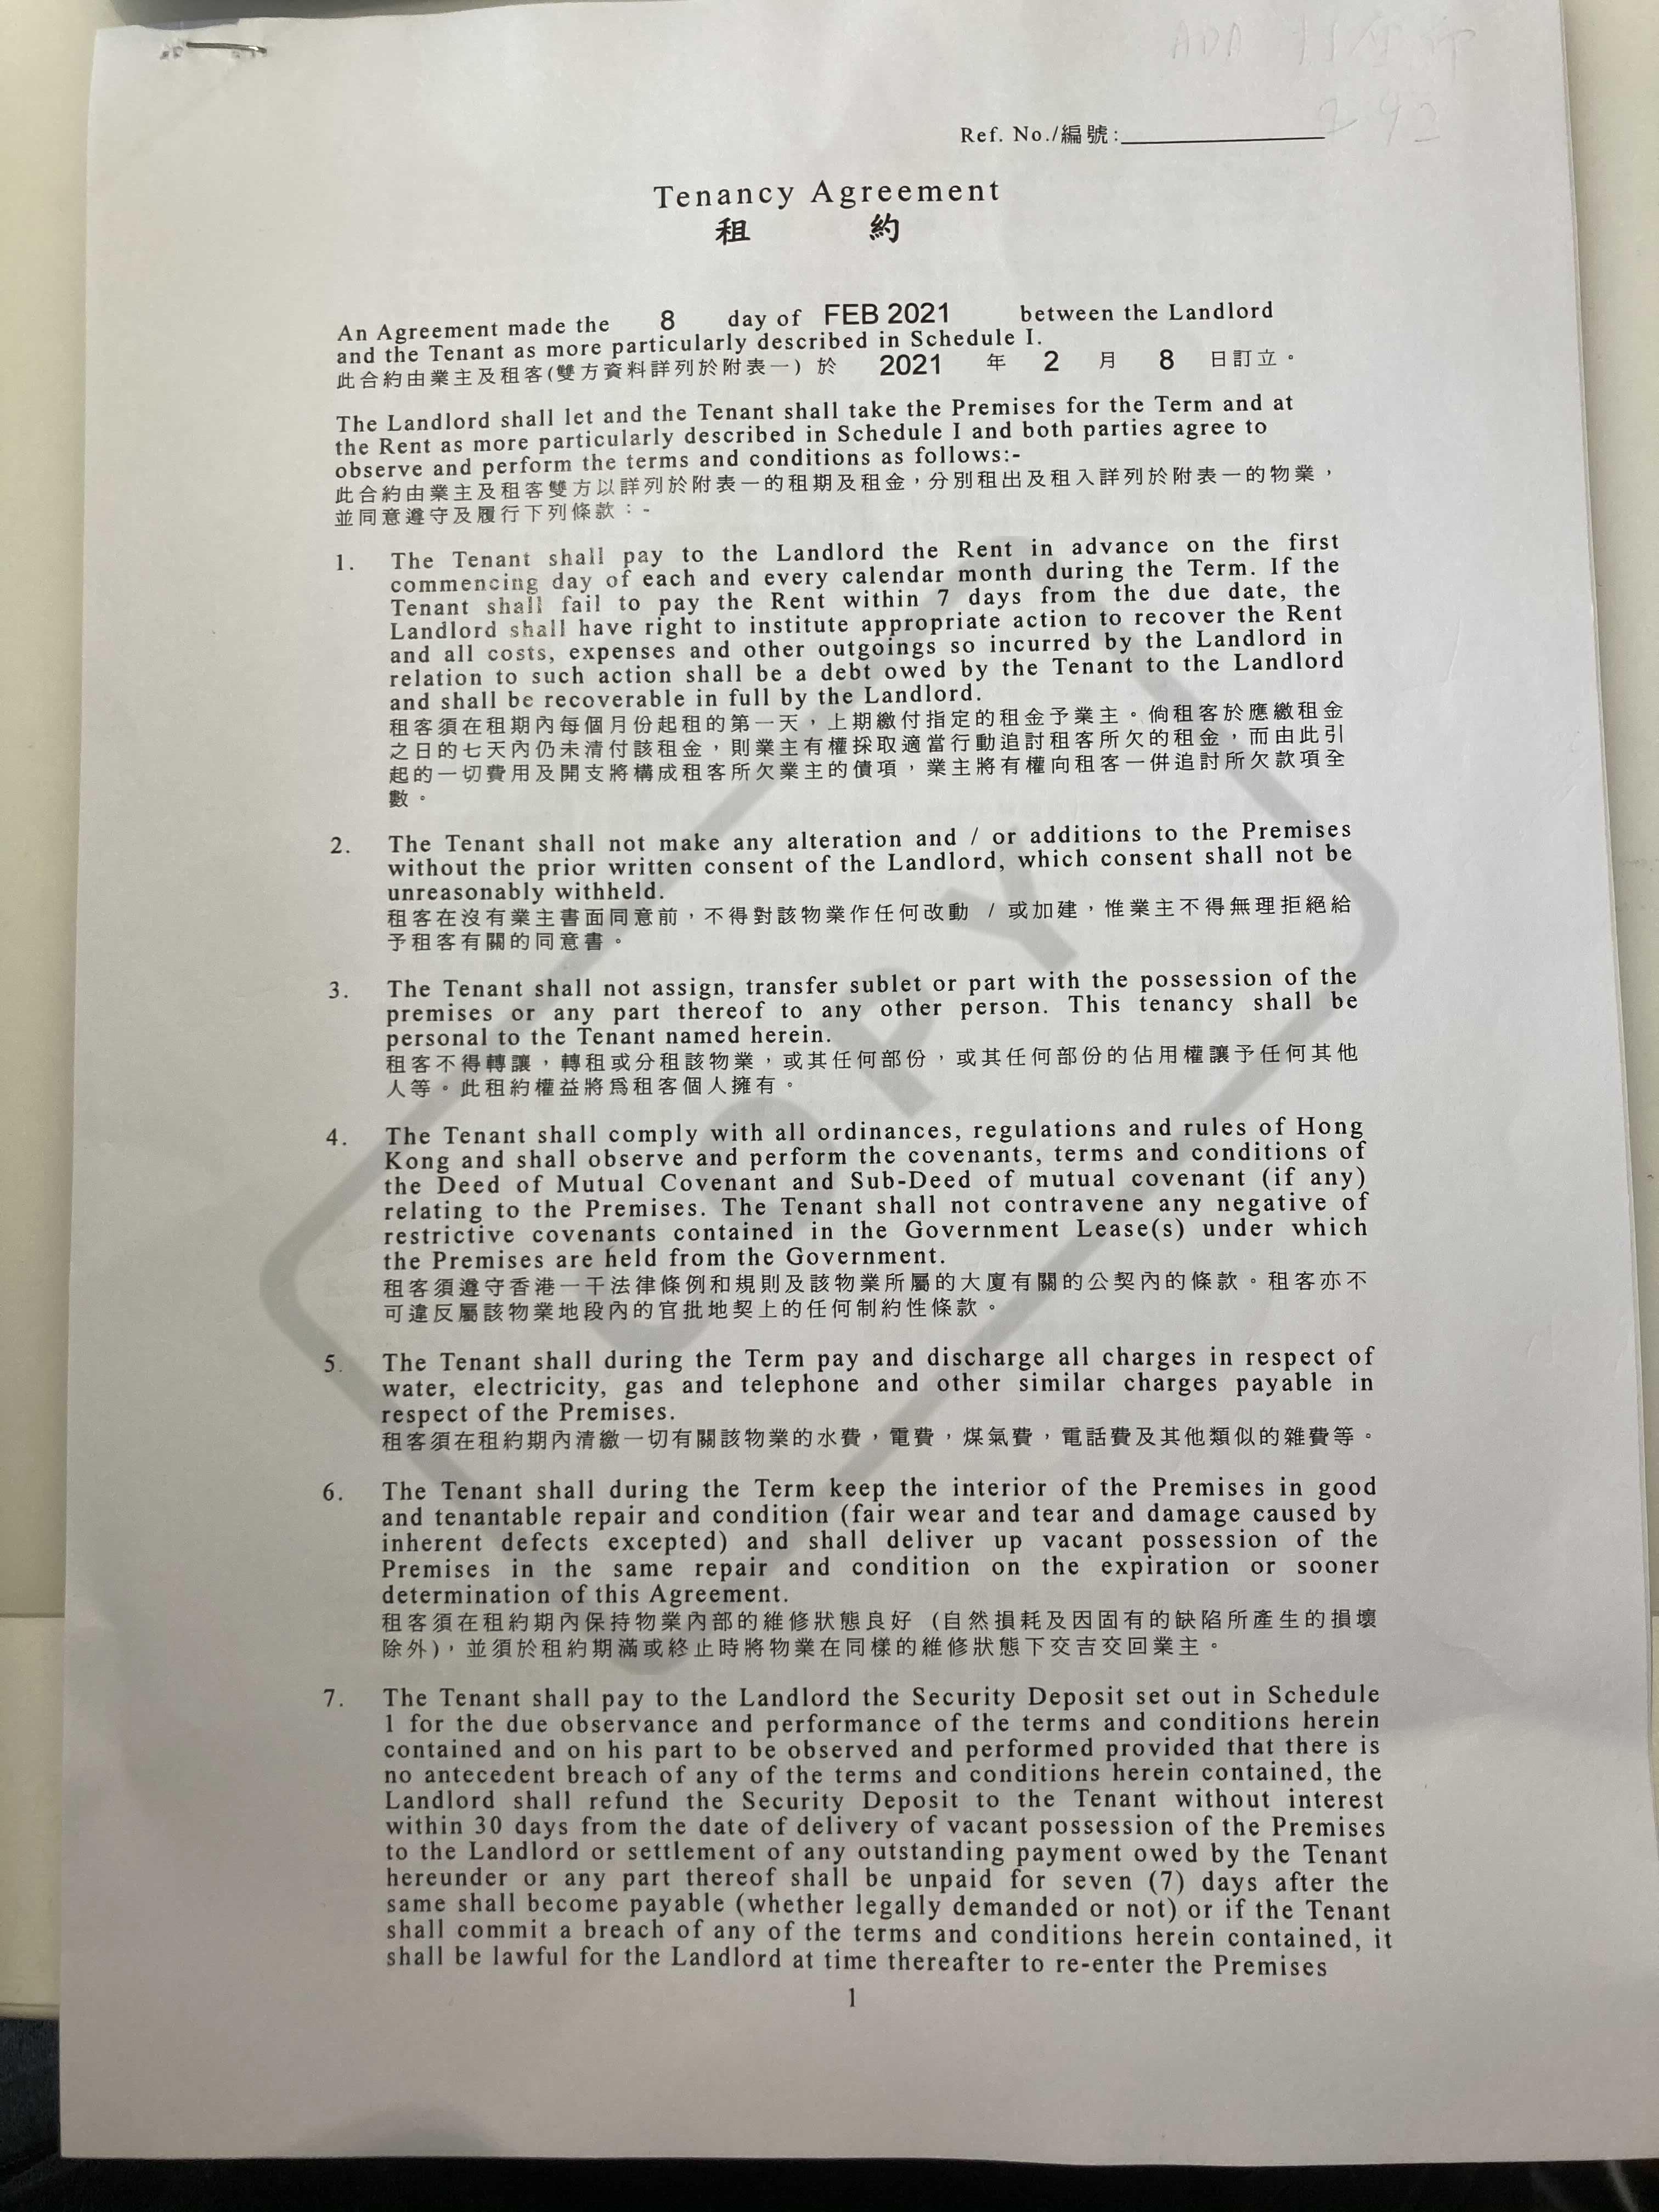 Ref. No./編號:
Tenancy Agreement
租 約
An Agreement made the 8 day of FEB 2021 between the Landlord
and the Tenant as more particularly described in Schedule I.
此合約由業主及租客(雙方資料詳列於附表一) 於 2021 年 2 月 8 日訂立。
The Landlord shall let and the Tenant shall take the Premises for the Term and at
the Rent as more particularly described in Schedule I and both parties agree to
observe and perform the terms and conditions as follows:-
此合約由業主及租客雙方以詳列於附表一的租期及租金，分別租出及租入詳列於附表一的物業，
並同意遵守及履行下列條款：-
1. The Tenant shall pay to the Landlord the Rent in advance on the first
commencing day of each and every calendar month during the Term. If the
Tenant shall fail to pay the Rent within 7 days from the due date, the
Landlord shall have right to institute appropriate action to recover the Rent
and all costs, expenses and other outgoings so incurred by the Landlord in
relation to such action shall be a debt owed by the Tenant to the Landlord
and shall be recoverable in full by the Landlord.
租客須在租期內每個月份起租的第一天，上期繳付指定的租金予業主。倘租客於應繳租金
之日的七天內仍未清付該租金，則業主有權採取適當行動追討租客所欠的租金，而由此引
起的一切費用及開支將構成租客所欠業主的債項，業主將有權向租客一併追討所欠款項全
數。
2. The Tenant shall not make any alteration and / or additions to the Premises
without the prior written consent of the Landlord, which consent shall not be
unreasonably withheld.
租客在沒有業主書面同意前，不得對該物業作任何改動 / 或加建，惟業主不得無理拒絕給
予租客有關的同意書。
3. The Tenant shall not assign, transfer sublet or part with the possession of the
premises or any part thereof to any other person. This tenancy shall be
personal to the Tenant named herein.
租客不得轉讓，轉租或分租該物業，或其任何部份，或其任何部份的佔用權讓予任何其他
人等。此租約權益將爲租客個人擁有。
4. The Tenant shall comply with all ordinances, regulations and rules of Hong
Kong and shall observe and perform the covenants, terms and conditions of
the Deed of Mutual Covenant and Sub-Deed of mutual covenant (if any)
relating to the Premises. The Tenant shall not contravene any negative of
restrictive covenants contained in the Government Lease(s) under which
the Premises are held from the Government.
租客須遵守香港一干法律條例和規則及該物業所屬的大廈有關的公契內的條款。租客亦不
可違反屬該物業地段內的官批地契上的任何制約性條款。
5. The Tenant shall during the Term pay and discharge all charges in respect of
water, electricity, gas and telephone and other similar charges payable in
respect of the Premises.
租客須在租約期內清繳一切有關該物業的水費，電費，煤氣費，電話費及其他類似的雜費等。
6. The Tenant shall during the Term keep the interior of the Premises in good
and tenantable repair and condition (fair wear and tear and damage caused by
inherent defects excepted) and shall deliver up vacant possession of the
Premises in the same repair and condition on the expiration or sooner
determination of this Agreement.
租客須在租約期內保持物業內部的維修狀態良好 (自然損耗及因固有的缺陷所產生的損壞
除外)，並須於租約期滿或終止時將物業在同樣的維修狀態下交吉交回業主。
7. The Tenant shall pay to the Landlord the Security Deposit set out in Schedule
1 for the due observance and performance of the terms and conditions herein
contained and on his part to be observed and performed provided that there is
no antecedent breach of any of the terms and conditions herein contained, the
Landlord shall refund the Security Deposit to the Tenant without interest
within 30 days from the date of delivery of vacant possession of the Premises
to the Landlord or settlement of any outstanding payment owed by the Tenant
hereunder or any part thereof shall be unpaid for seven (7) days after the
same shall become payable (whether legally demanded or not) or if the Tenant
shall commit a breach of any of the terms and conditions herein contained, it
shall be lawful for the Landlord at time thereafter to re-enter the Premises
1
COPY